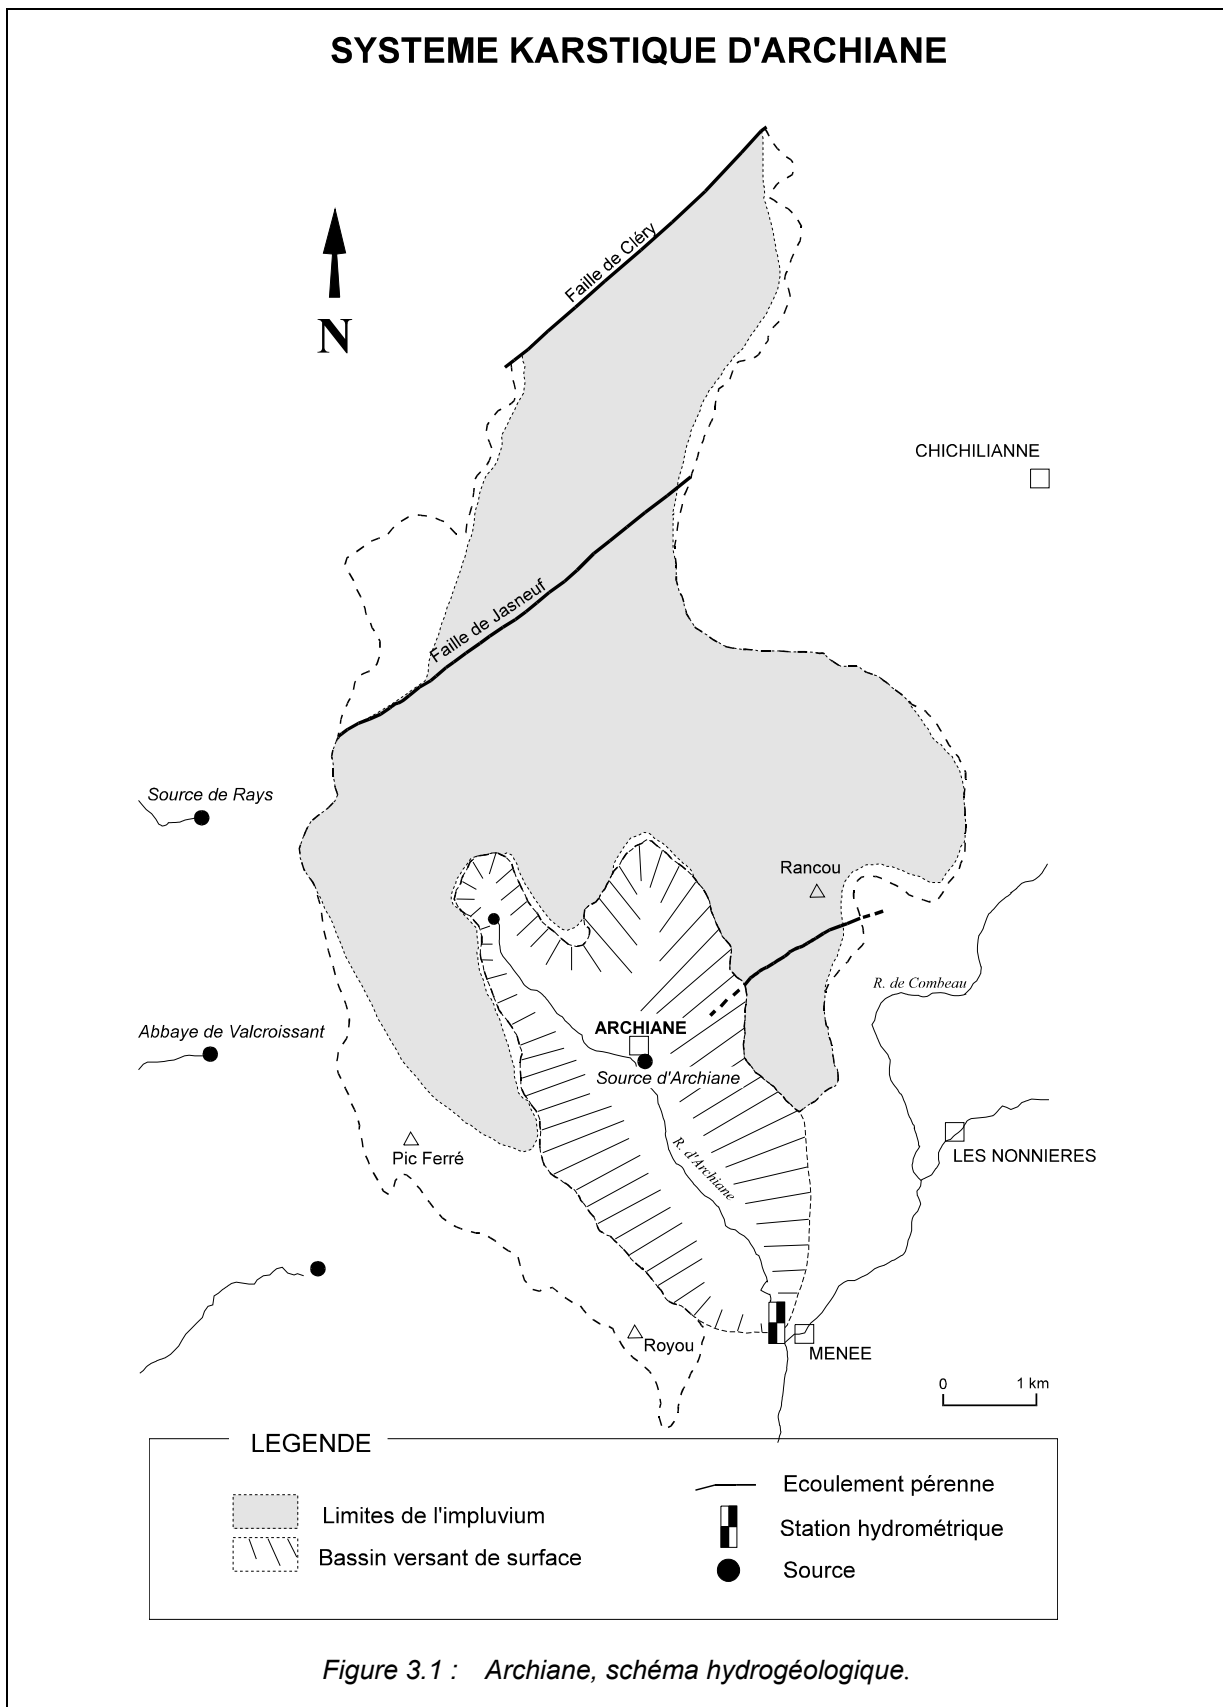 SYSTEME KARSTIQUE D'ARCHIANE
Faille de Cléry
N
CHICHILIANNE
Faille de Jasneuf
Source de Rays
Rancou
R. de Combeau
ARCHIANE
Abbaye de Valcroissant
Source d'Archiane
Pic Ferré
R. d'Archiane
LES NONNIERES
Royou
MENEE
0 1 km
LEGENDE
Limites de l'impluvium
Bassin versant de surface
Ecoulement pérenne
Station hydrométrique
Source
Figure 3.1 : Archiane, schéma hydrogéologique.